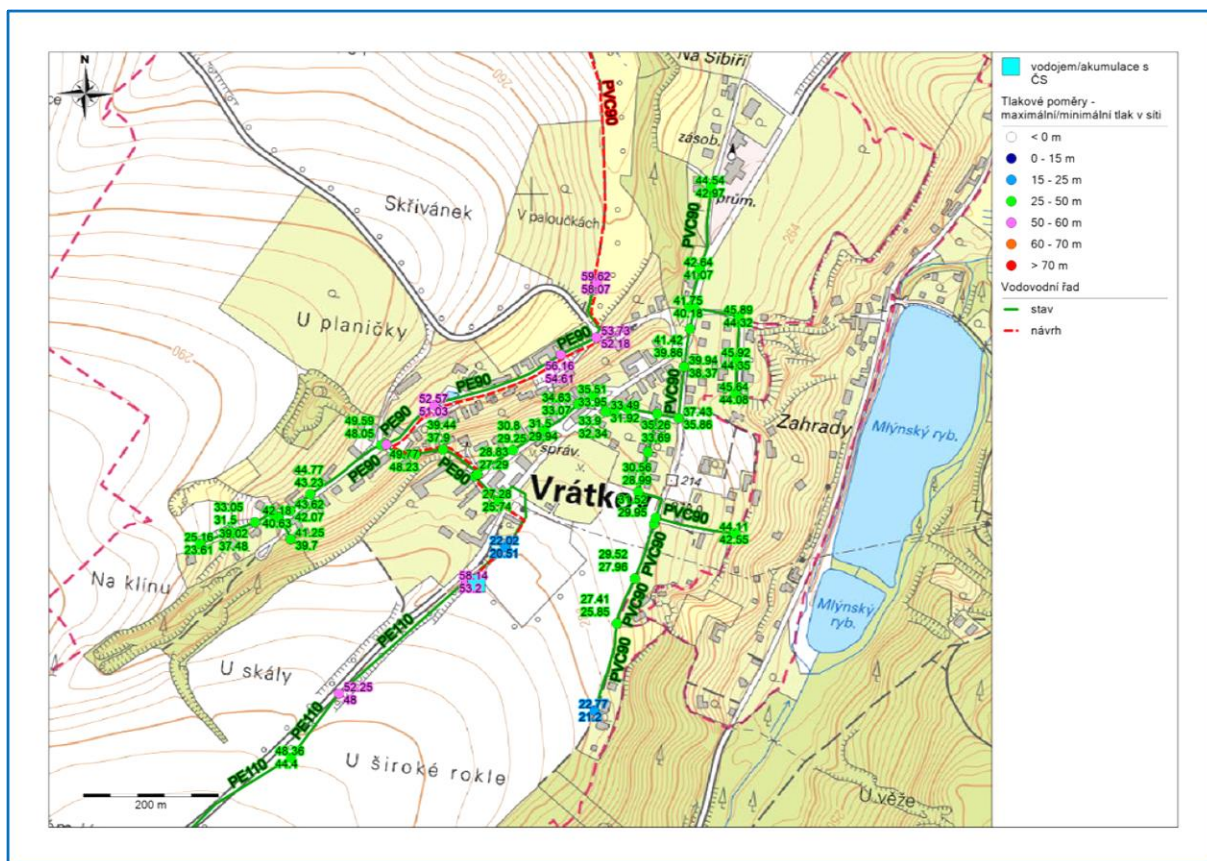 N
Na Sibiři
260
PVC90
zásob.
Skřivánek
V paloučkách
44.54
42.97
prům.
PVC90
264
42.64
41.07
59.62
58.07
U planičky
41.75
40.18
45.89
44.32
PE90
53.73
52.18
41.42
39.86
39.94
38.37
45.92
44.35
290
56.16
54.61
PVC90
45.64
44.08
PE90
52.57
51.03
34.63
33.07
35.51
33.95
33.49
31.92
37.43
35.86
Zahrady
Mlýnský ryb.
49.59
48.05
PE90
39.44
37.9
30.8
29.25
31.5
29.94
33.9
32.34
35.26
33.69
49.77
48.23
28.83
27.29
správ.
PE90
PE90
44.77
43.23
30.56
28.99
214
Vrátkov
27.28
25.74
31.52
29.95
33.05
31.5
42.18
40.63
43.62
42.07
PVC90
44.11
42.55
25.16
23.61
39.02
37.48
41.25
39.7
22.02
20.51
PVC90
Na klínu
58.14
53.2
29.52
27.96
Mlýnský
ryb.
27.41
25.85
PVC90
PE110
U skály
PVC90
52.25
48
22.77
21.2
PE110
48.36
44.4
U široké rokle
PE110
U věže
200 m
vodojem/akumulace s
ČS
Tlakové poměry -
maximální/minimální tlak v síti
< 0 m
0 - 15 m
15 - 25 m
25 - 50 m
50 - 60 m
60 - 70 m
> 70 m
Vodovodní řad
stav
návrh